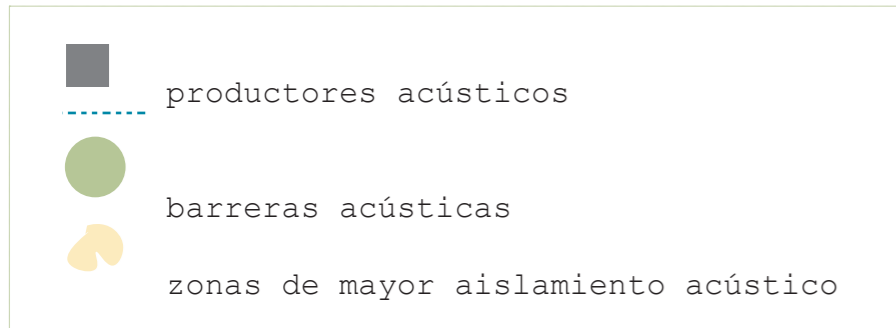 productores acústicos
barreras acústicas
zonas de mayor aislamiento acústico